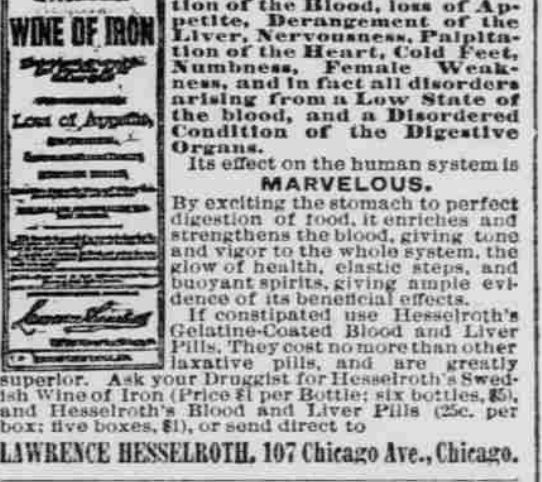 WINE OF IRON
Loss of Appetite,
tion of the Blood, loss of Ap-
petite, Derangement of the
Liver, Nervousness, Palpita-
tion of the Heart, Cold Feet,
Numbness, Female Weak-
ness, and in fact all disorders
arising from a Low State of
the blood, and a Disordered
Condition of the Digestive
Organs.
Its effect on the human system is
MARVELOUS.
By exciting the stomach to perfect
digestion of food, it enriches and
strengthens the blood, giving tone
and vigor to the whole system, the
glow of health, elastic steps, and
buoyant spirits, giving ample evi-
dence of its beneficial effects.
If constipated use Hesselroth's
Gelatine-Coated Blood and Liver
Pills. They cost no more than other
laxative pills, and are greatly
superior. Ask your Druggist for Hesselroth's Swed-
ish Wine of Iron (Price $1 per Bottle; six bottles, $5),
and Hesselroth's Blood and Liver Pills (25c. per
box; five boxes, $1), or send direct to
LAWRENCE HESSELROTH, 107 Chicago Ave., Chicago.